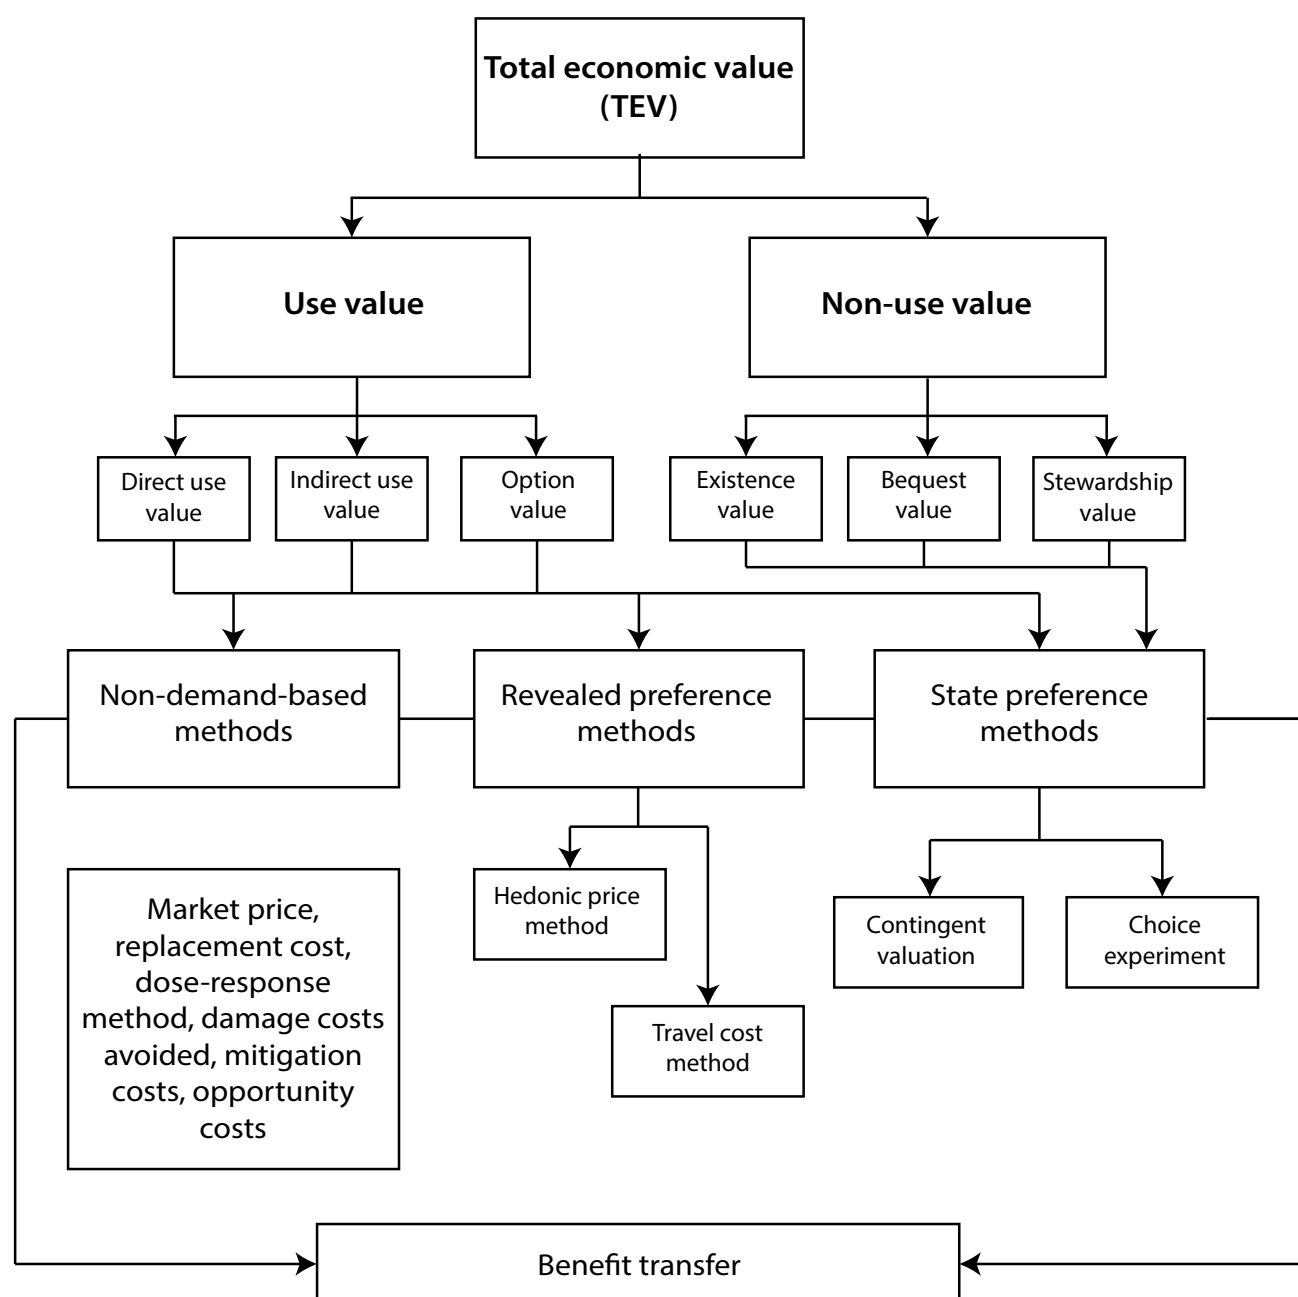 Total economic value
(TEV)
Use value
Non-use value
Direct use
value
Indirect use
value
Option
value
Existence
value
Bequest
value
Stewardship
value
Non-demand-based
methods
Revealed preference
methods
State preference
methods
Market price,
replacement cost,
dose-response
method, damage costs
avoided, mitigation
costs, opportunity
costs
Hedonic price
method
Travel cost
method
Contingent
valuation
Choice
experiment
Benefit transfer